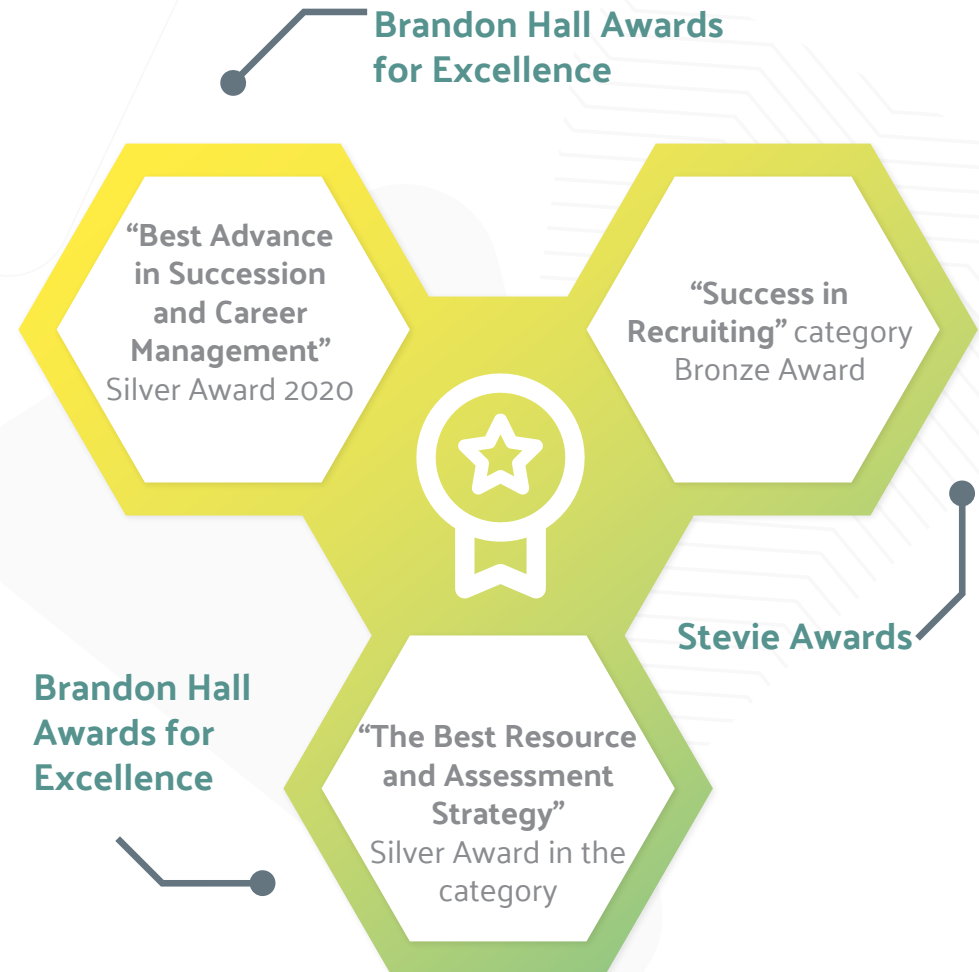 Brandon Hall Awards
for Excellence
“Best Advance
in Succession
and Career
Management”
Silver Award 2020
“Success in
Recruiting” category
Bronze Award
Stevie Awards
Brandon Hall
Awards for
Excellence
“The Best Resource
and Assessment
Strategy”
Silver Award in the
category